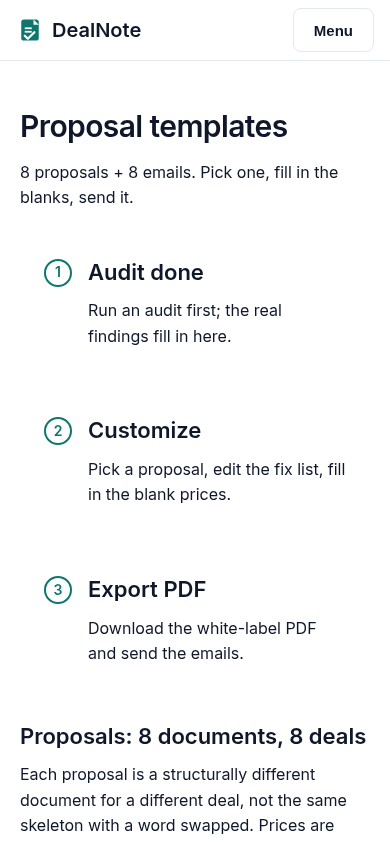 DealNote
Menu
Proposal templates
8 proposals + 8 emails. Pick one, fill in the
blanks, send it.
1
Audit done
Run an audit first; the real
findings fill in here.
2
Customize
Pick a proposal, edit the fix list, fill
in the blank prices.
3
Export PDF
Download the white-label PDF
and send the emails.
Proposals: 8 documents, 8 deals
Each proposal is a structurally different
document for a different deal, not the same
skeleton with a word swapped. Prices are